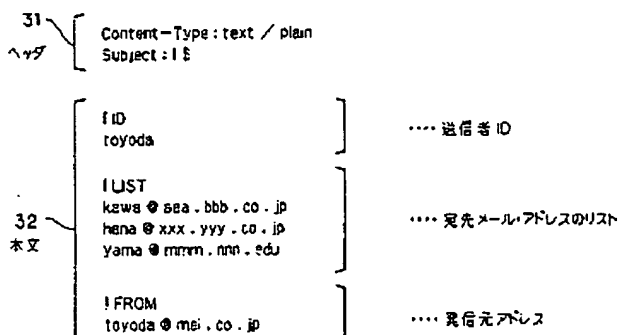 31
ヘッダ
Content-Type : text / plain
Subject :
32
本文
! ID
toyoda
‥‥ 送信者 ID
! LIST
kawa @ aaa . bbb . co . jp
hana @ xxx . yyy . co . jp
yama @ mmm . nnn . edu
‥‥ 宛先メール・アドレスのリスト
! FROM
toyoda @ mei . co . jp
‥‥ 発信元アドレス